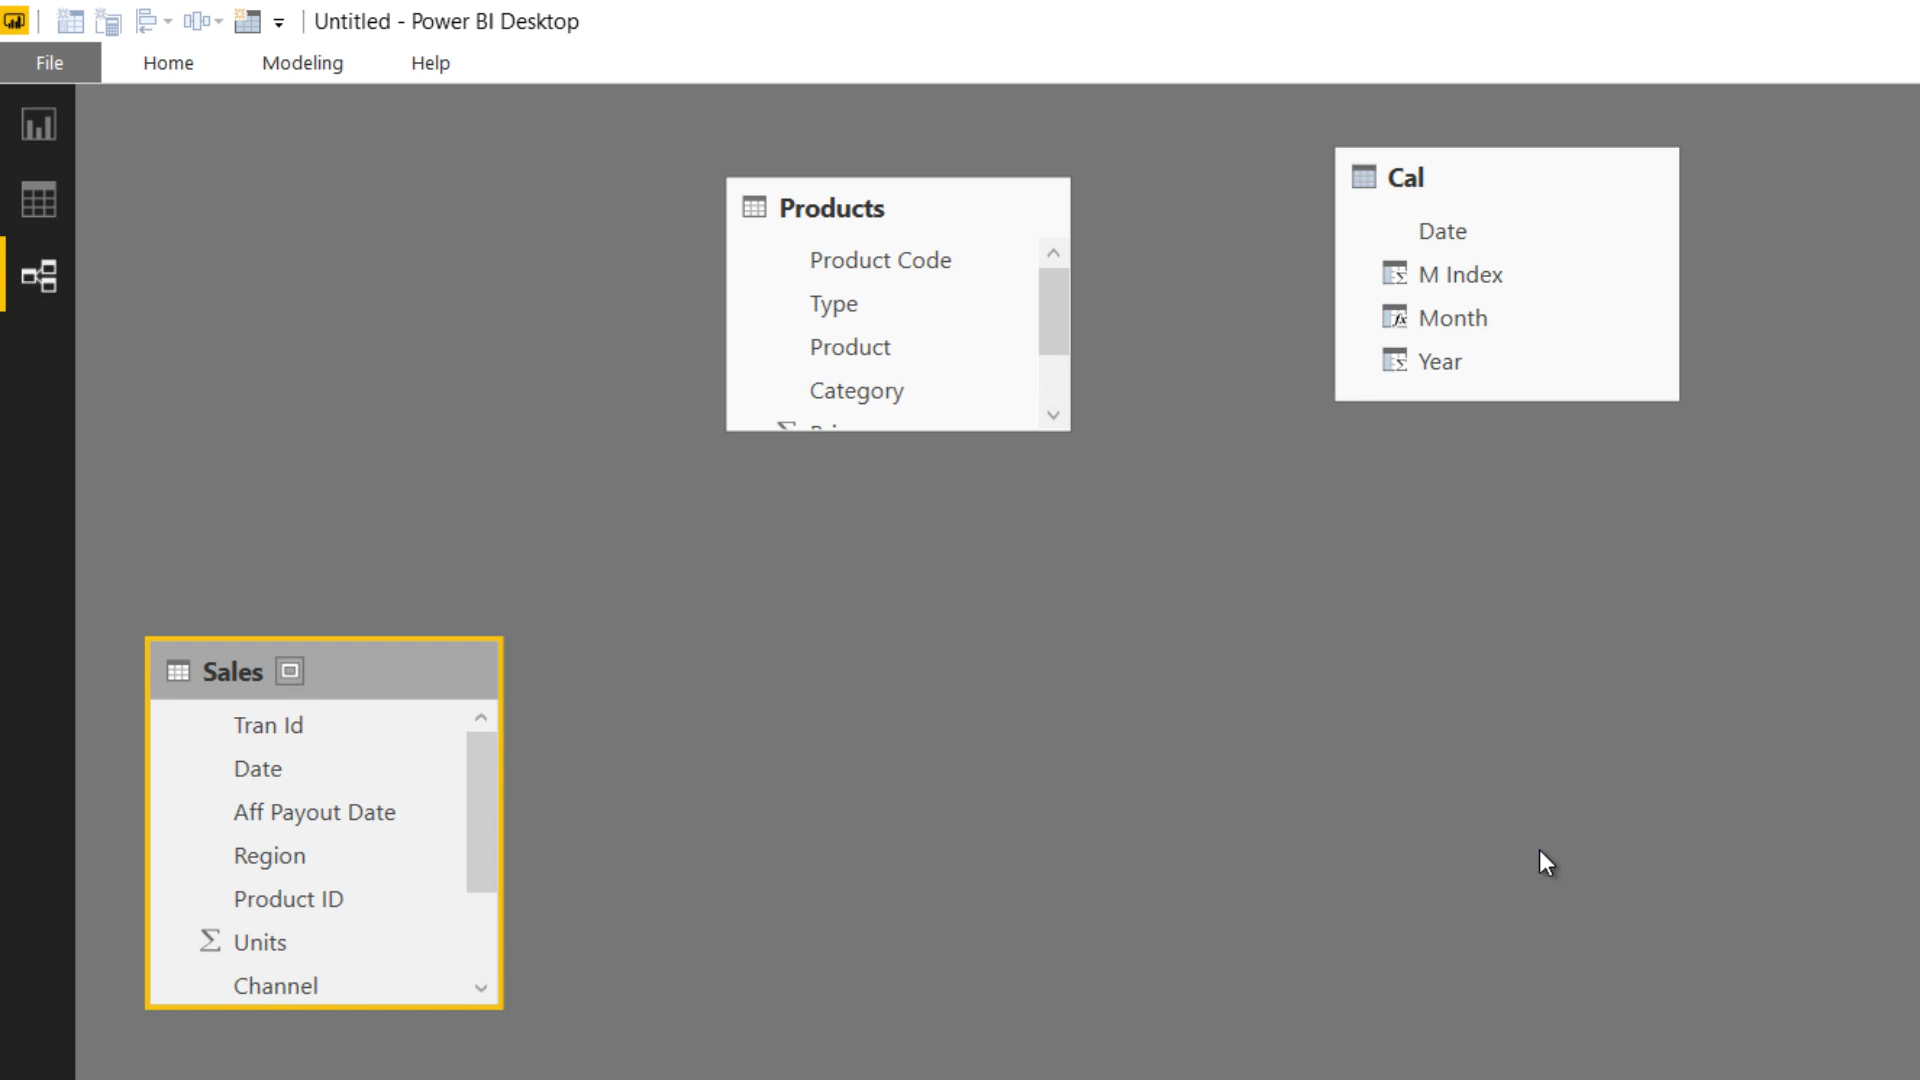 Untitled - Power BI Desktop
File Home Modeling Help
Products
Product Code
Type
Product
Category
Cal
Date
M Index
Month
Year
Sales
Tran Id
Date
Aff Payout Date
Region
Product ID
Units
Channel